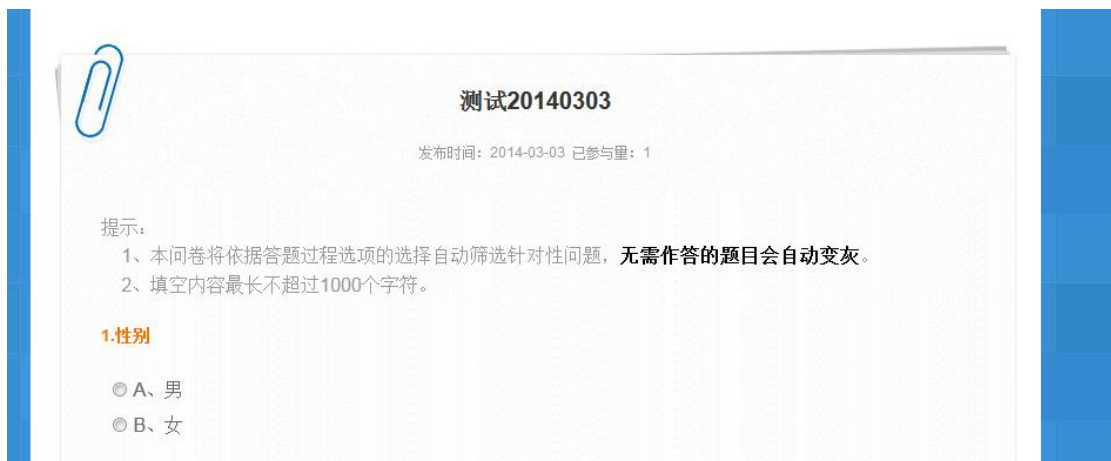 测试20140303
发布时间：2014-03-03 已参与量：1
提示：
1、本问卷将依据答题过程选项的选择自动筛选针对性问题，无需作答的题目会自动变灰。
2、填空内容最长不超过1000个字符。
1.性别
A、男
B、女